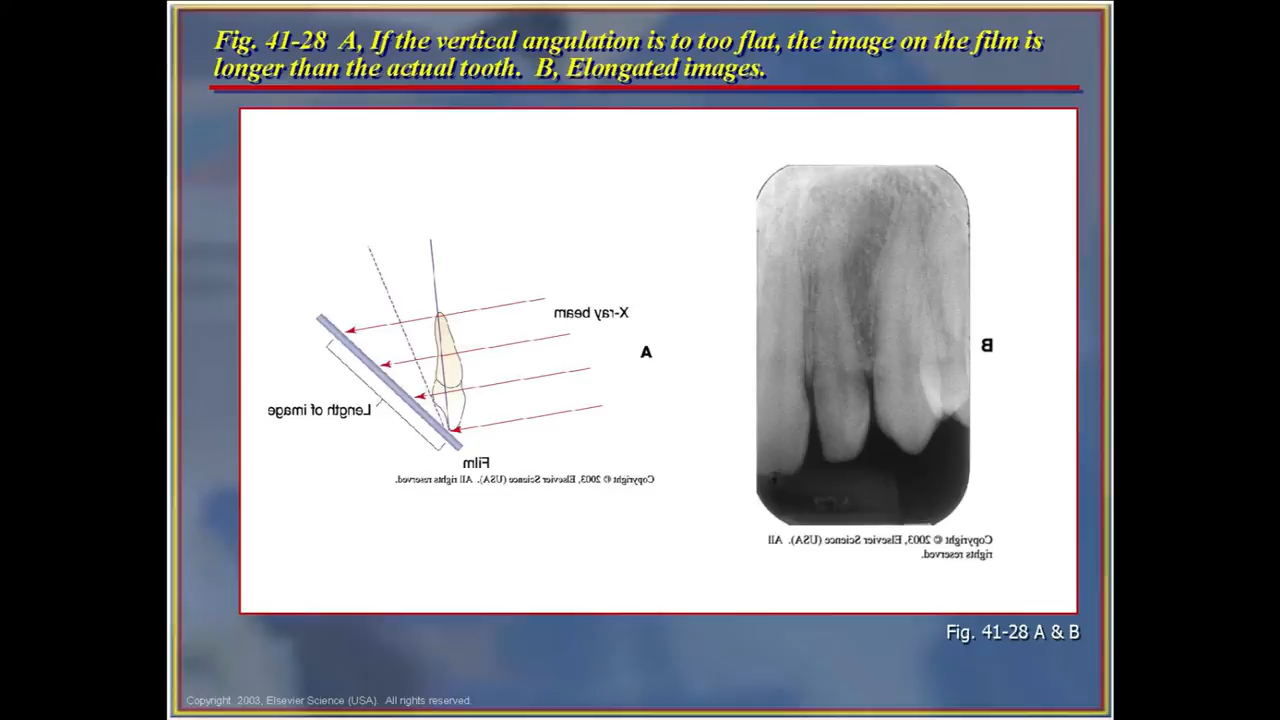 Fig. 41-28 A, If the vertical angulation is to too flat, the image on the film is
longer than the actual tooth. B, Elongated images.
X-ray beam
A
B
Length of image
Film
Copyright © 2003, Elsevier Science (USA). All rights reserved.
Copyright © 2003, Elsevier Science (USA). All
rights reserved.
Fig. 41-28 A & B
Copyright 2003, Elsevier Science (USA). All rights reserved.